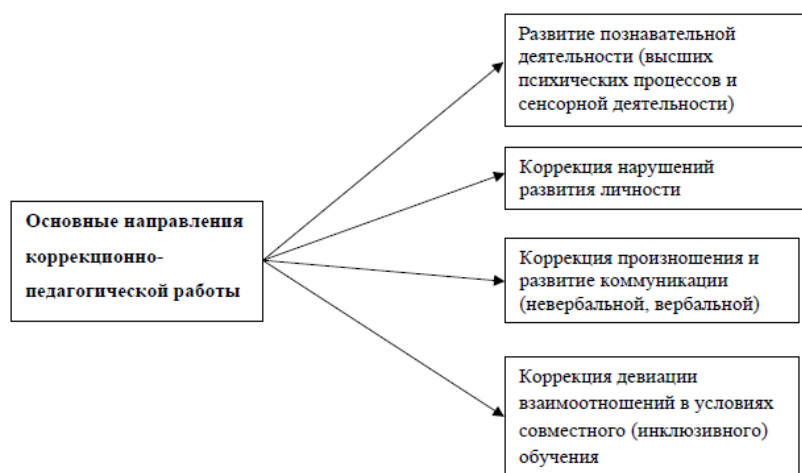 Основные направления
коррекционно-
педагогической работы
Развитие познавательной
деятельности (высших
психических процессов и
сенсорной деятельности)
Коррекция нарушений
развития личности
Коррекция произношения и
развитие коммуникации
(невербальной, вербальной)
Коррекция девиации
взаимоотношений в условиях
совместного (инклюзивного)
обучения